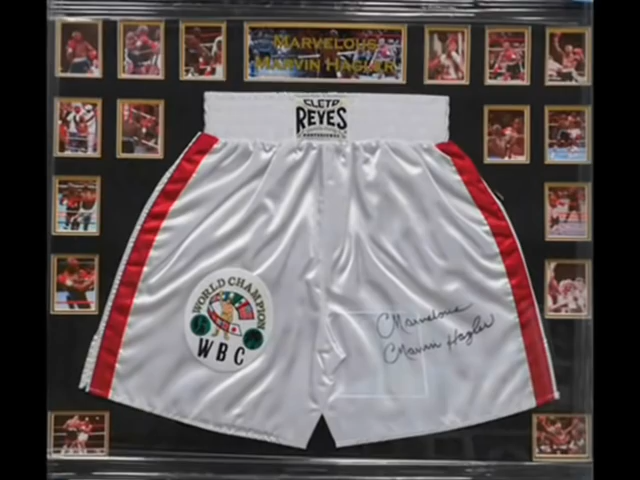 MARVELOUS
MARVIN HAGLER
CLETO
REYES
WORLD CHAMPION
WBC
Marvelous
Marvin Hagler